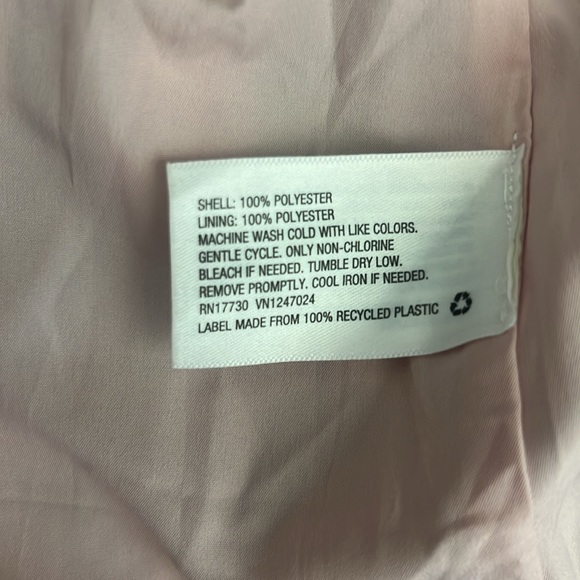 SHELL: 100% POLYESTER
LINING: 100% POLYESTER
MACHINE WASH COLD WITH LIKE COLORS.
GENTLE CYCLE. ONLY NON-CHLORINE
BLEACH IF NEEDED. TUMBLE DRY LOW.
REMOVE PROMPTLY. COOL IRON IF NEEDED.
RN17730 VN1247024
LABEL MADE FROM 100% RECYCLED PLASTIC